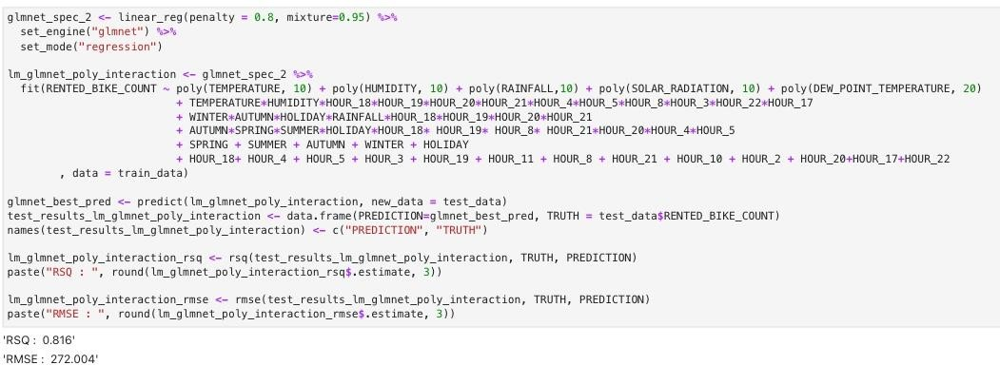 glmnet_spec_2 <- linear_reg(penalty = 0.8, mixture=0.95) %>%
  set_engine("glmnet") %>%
  set_mode("regression")

lm_glmnet_poly_interaction <- glmnet_spec_2 %>%
  fit(RENTED_BIKE_COUNT ~ poly(TEMPERATURE, 10) + poly(HUMIDITY, 10) + poly(RAINFALL,10) + poly(SOLAR_RADIATION, 10) + poly(DEW_POINT_TEMPERATURE, 20)
                          + TEMPERATURE*HUMIDITY*HOUR_18*HOUR_19*HOUR_20*HOUR_21*HOUR_4*HOUR_5*HOUR_8*HOUR_3*HOUR_22*HOUR_17
                          + WINTER*AUTUMN*HOLIDAY*RAINFALL*HOUR_18*HOUR_19*HOUR_20*HOUR_21
                          + AUTUMN*SPRING*SUMMER*HOLIDAY*HOUR_18* HOUR_19* HOUR_8* HOUR_21*HOUR_20*HOUR_4*HOUR_5
                          + SPRING + SUMMER + AUTUMN + WINTER + HOLIDAY
                          + HOUR_18+ HOUR_4 + HOUR_5 + HOUR_3 + HOUR_19 + HOUR_11 + HOUR_8 + HOUR_21 + HOUR_10 + HOUR_2 + HOUR_20+HOUR_17+HOUR_22
        , data = train_data)

glmnet_best_pred <- predict(lm_glmnet_poly_interaction, new_data = test_data)
test_results_lm_glmnet_poly_interaction <- data.frame(PREDICTION=glmnet_best_pred, TRUTH = test_data$RENTED_BIKE_COUNT)
names(test_results_lm_glmnet_poly_interaction) <- c("PREDICTION", "TRUTH")

lm_glmnet_poly_interaction_rsq <- rsq(test_results_lm_glmnet_poly_interaction, TRUTH, PREDICTION)
paste("RSQ : ", round(lm_glmnet_poly_interaction_rsq$.estimate, 3))

lm_glmnet_poly_interaction_rmse <- rmse(test_results_lm_glmnet_poly_interaction, TRUTH, PREDICTION)
paste("RMSE : ", round(lm_glmnet_poly_interaction_rmse$.estimate, 3))
'RSQ : 0.816'
'RMSE : 272.004'